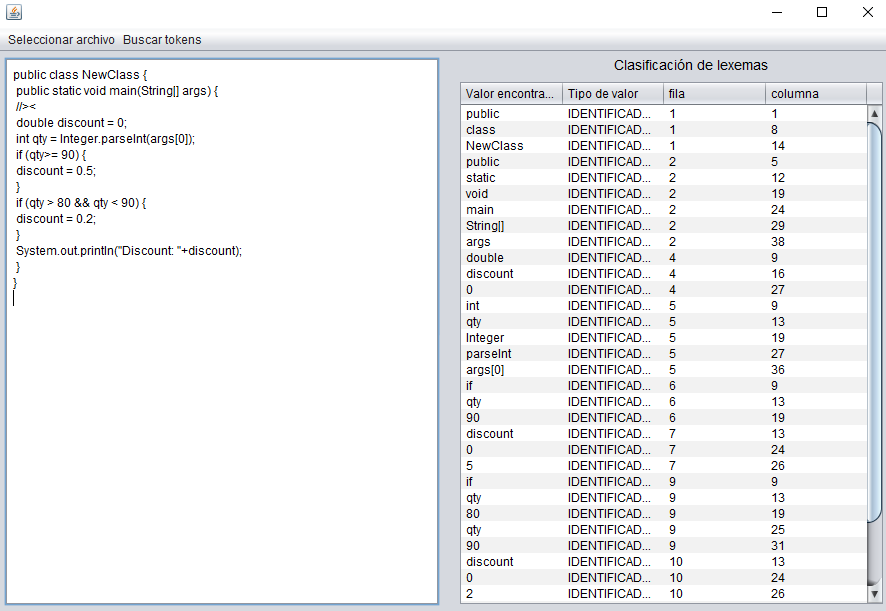 Seleccionar archivo Buscar tokens
public class NewClass {
public static void main(String[] args) {
//><
double discount = 0;
int qty = Integer.parseInt(args[0]);
if (qty>= 90) {
discount = 0.5;
}
if (qty > 80 && qty < 90) {
discount = 0.2;
}
System.out.println("Discount: "+discount);
}
}
Clasificación de lexemas
Valor encontra... Tipo de valor fila columna
public IDENTIFICAD... 1 1
class IDENTIFICAD... 1 8
NewClass IDENTIFICAD... 1 14
public IDENTIFICAD... 2 5
static IDENTIFICAD... 2 12
void IDENTIFICAD... 2 19
main IDENTIFICAD... 2 24
String[] IDENTIFICAD... 2 29
args IDENTIFICAD... 2 38
double IDENTIFICAD... 4 9
discount IDENTIFICAD... 4 16
0 IDENTIFICAD... 4 27
int IDENTIFICAD... 5 9
qty IDENTIFICAD... 5 13
Integer IDENTIFICAD... 5 19
parseInt IDENTIFICAD... 5 27
args[0] IDENTIFICAD... 5 36
if IDENTIFICAD... 6 9
qty IDENTIFICAD... 6 13
90 IDENTIFICAD... 6 19
discount IDENTIFICAD... 7 13
0 IDENTIFICAD... 7 24
5 IDENTIFICAD... 7 26
if IDENTIFICAD... 9 9
qty IDENTIFICAD... 9 13
80 IDENTIFICAD... 9 19
qty IDENTIFICAD... 9 25
90 IDENTIFICAD... 9 31
discount IDENTIFICAD... 10 13
0 IDENTIFICAD... 10 24
2 IDENTIFICAD... 10 26